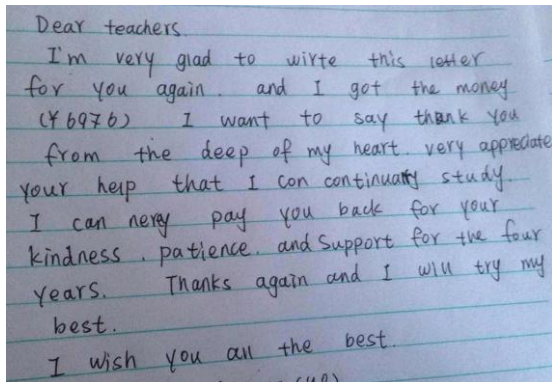 Dear teachers.
I'm very glad to wirte this letter
for you again. and I got the money
(¥6976) I want to say thank you
from the deep of my heart. very appreciate
your help that I con continuany study.
I can nery pay you back for your
kindness, patience. and support for the four
years. Thanks again and I will try my
best.
I wish you all the best.